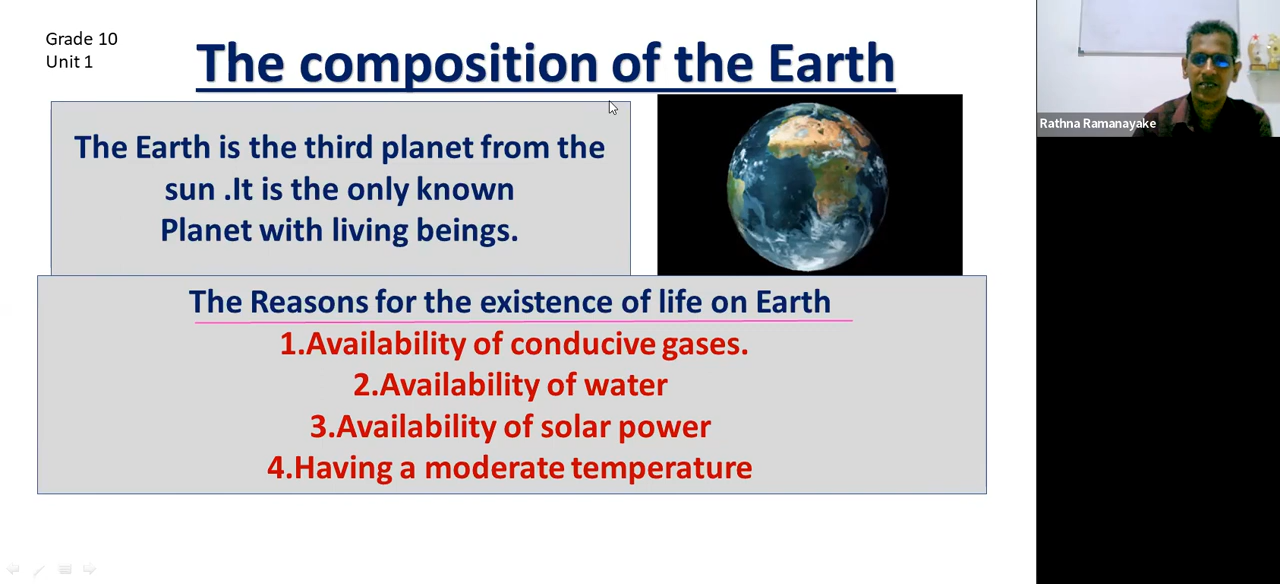 Grade 10
Unit 1
The composition of the Earth
The Earth is the third planet from the
sun .It is the only known
Planet with living beings.
The Reasons for the existence of life on Earth
1.Availability of conducive gases.
2.Availability of water
3.Availability of solar power
4.Having a moderate temperature
Rathna Ramanayake